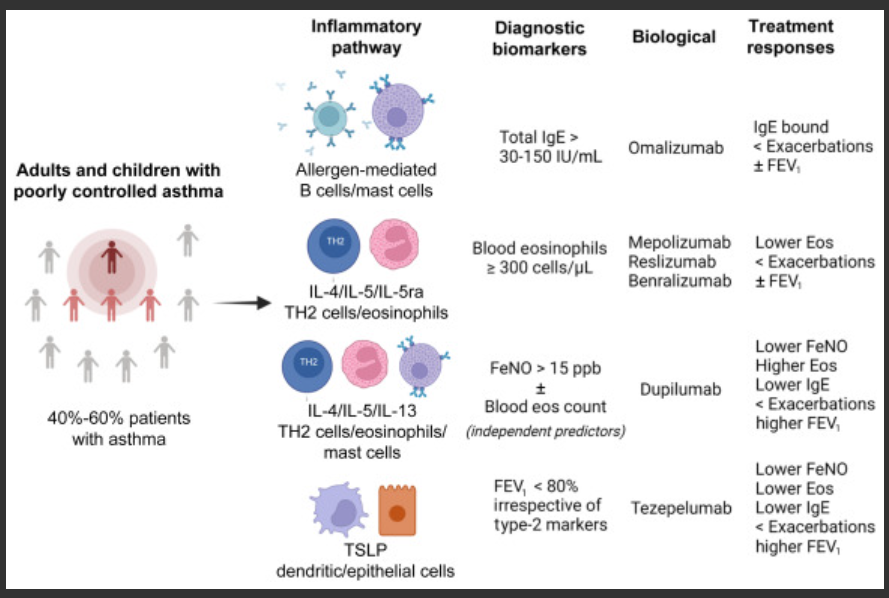 Inflammatory
pathway
Diagnostic
biomarkers
Biological
Treatment
responses
Adults and children with
poorly controlled asthma
40%-60% patients
with asthma
Allergen-mediated
B cells/mast cells
Total IgE >
30-150 IU/mL
Omalizumab
IgE bound
< Exacerbations
± FEV₁
TH2
IL-4/IL-5/IL-5ra
TH2 cells/eosinophils
Blood eosinophils
≥ 300 cells/µL
Mepolizumab
Reslizumab
Benralizumab
Lower Eos
< Exacerbations
± FEV₁
TH2
IL-4/IL-5/IL-13
TH2 cells/eosinophils/
mast cells
FeNO > 15 ppb
±
Blood eos count
(independent predictors)
Dupilumab
Lower FeNO
Higher Eos
Lower IgE
< Exacerbations
higher FEV₁
TSLP
dendritic/epithelial cells
FEV₁ < 80%
irrespective of
type-2 markers
Tezepelumab
Lower FeNO
Lower Eos
Lower IgE
< Exacerbations
higher FEV₁